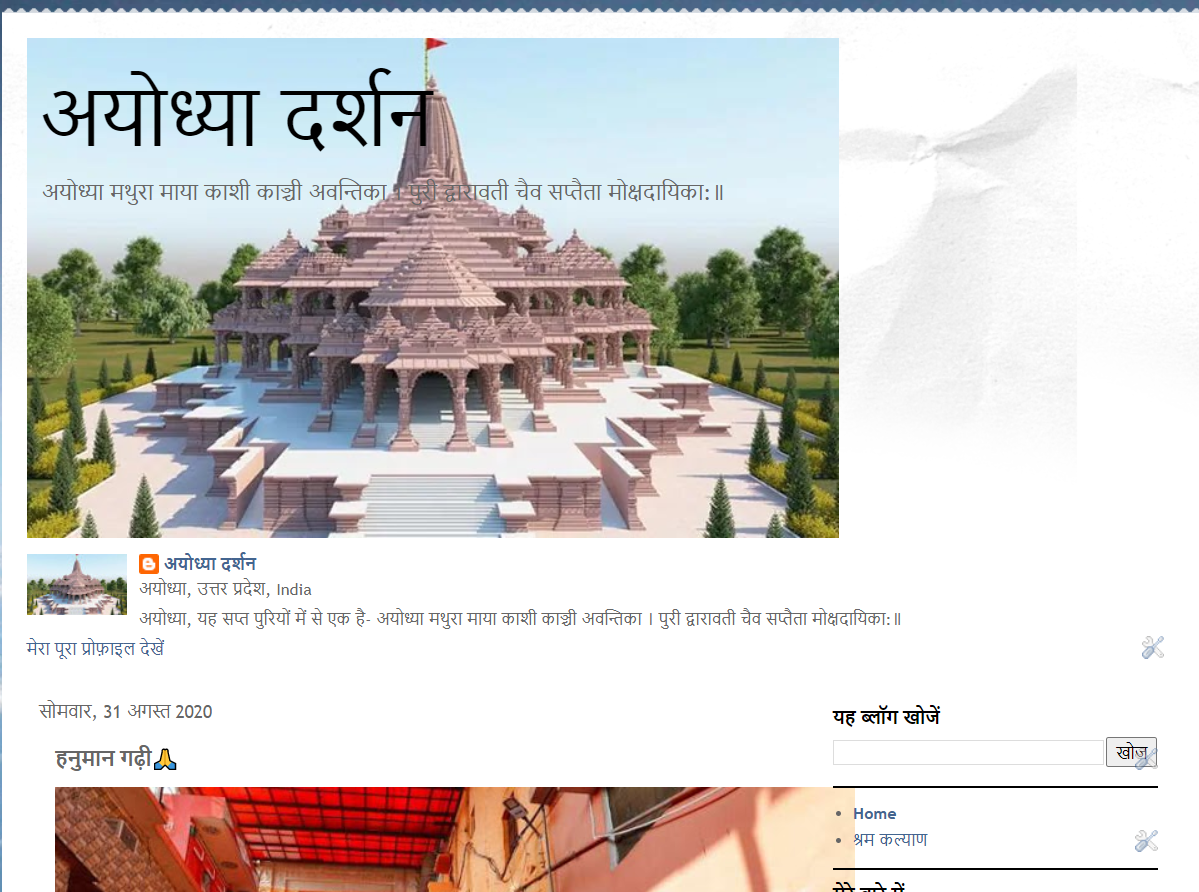 अयोध्या दर्शन
अयोध्या मथुरा माया काशी काञ्ची अवन्तिका । पुरी द्वारावती चैव सप्तैता मोक्षदायिका:॥
अयोध्या दर्शन
अयोध्या, उत्तर प्रदेश, India
अयोध्या, यह सप्त पुरियों में से एक है- अयोध्या मथुरा माया काशी काञ्ची अवन्तिका । पुरी द्वारावती चैव सप्तैता मोक्षदायिका:॥
मेरा पूरा प्रोफ़ाइल देखें
सोमवार, 31 अगस्त 2020
हनुमान गढ़ी🙏
यह ब्लॉग खोजें
खोज
Home
श्रम कल्याण
मेरे बारे में